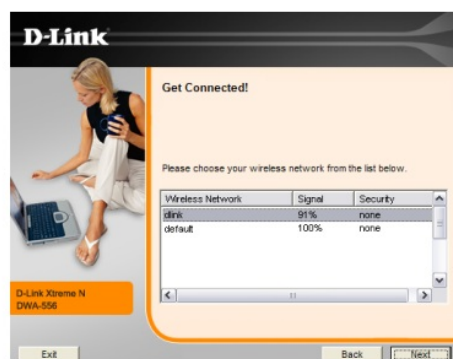 D-Link
Get Connected!
Please choose your wireless network from the list below.
Wireless Network Signal Security
dlink 91% none
default 100% none
D-Link Xtreme N
DWA-556
Exit Back Next